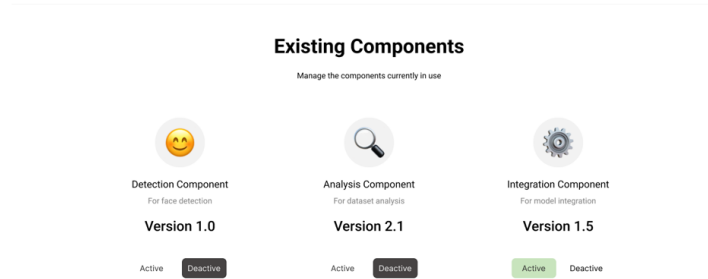 Existing Components
Manage the components currently in use
Detection Component
For face detection
Version 1.0
Active Deactive
Analysis Component
For dataset analysis
Version 2.1
Active Deactive
Integration Component
For model integration
Version 1.5
Active Deactive